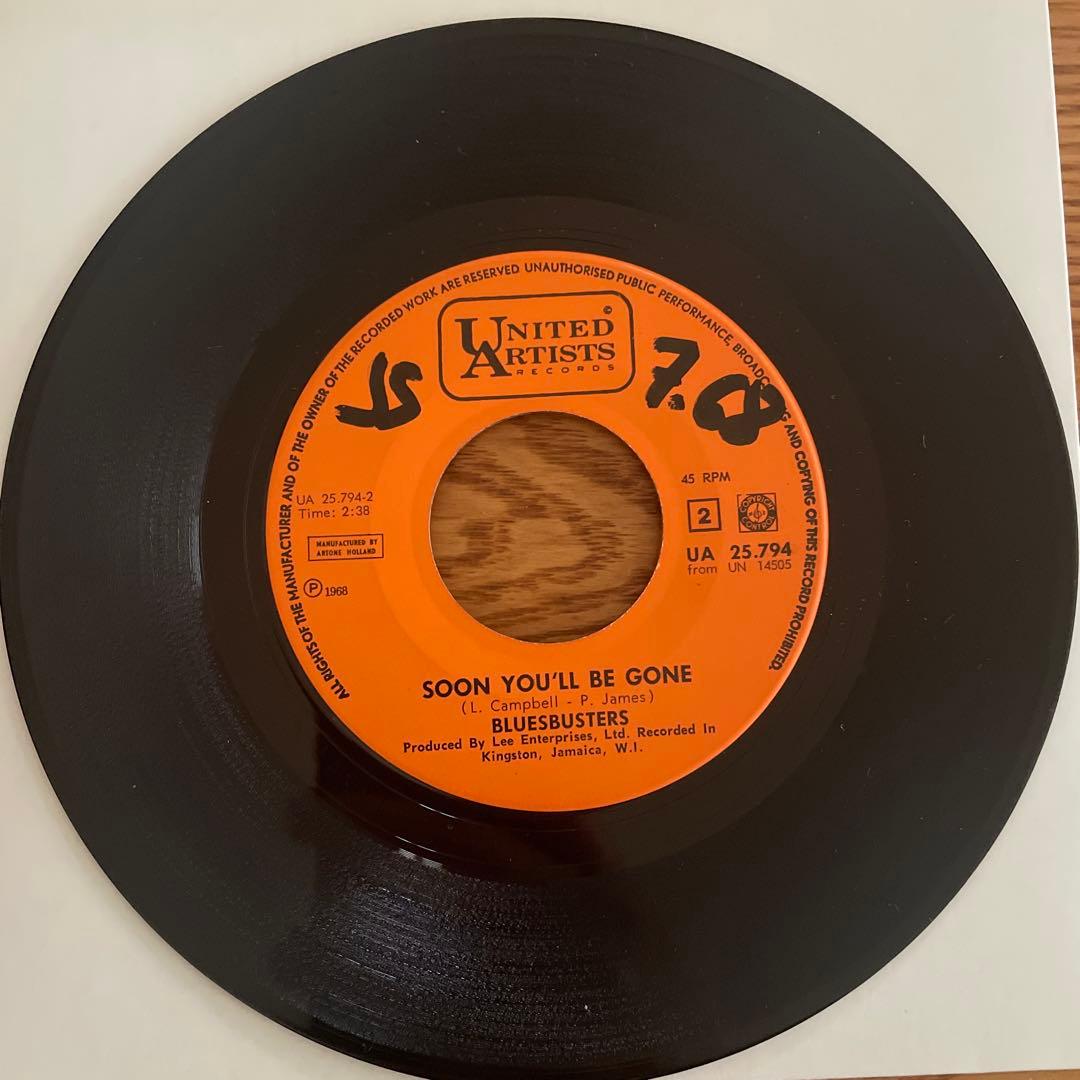 ALL RIGHTS OF THE MANUFACTURER AND OF THE OWNER OF THE RECORDED WORK ARE RESERVED UNAUTHORISED PUBLIC PERFORMANCE, BROADCASTING AND COPYING OF THIS RECORD PROHIBITED.
UNITED
ARTISTS
RECORDS
©
7.
45 RPM
UA 25.794-2
Time: 2:38
2
COPYRIGHT
CONTROL
MANUFACTURED BY
ARTONE HOLLAND
UA 25.794
from UN 14505
Ⓟ 1968
SOON YOU'LL BE GONE
(L. Campbell - P. James)
BLUESBUSTERS
Produced By Lee Enterprises, Ltd. Recorded In
Kingston, Jamaica, W.I.